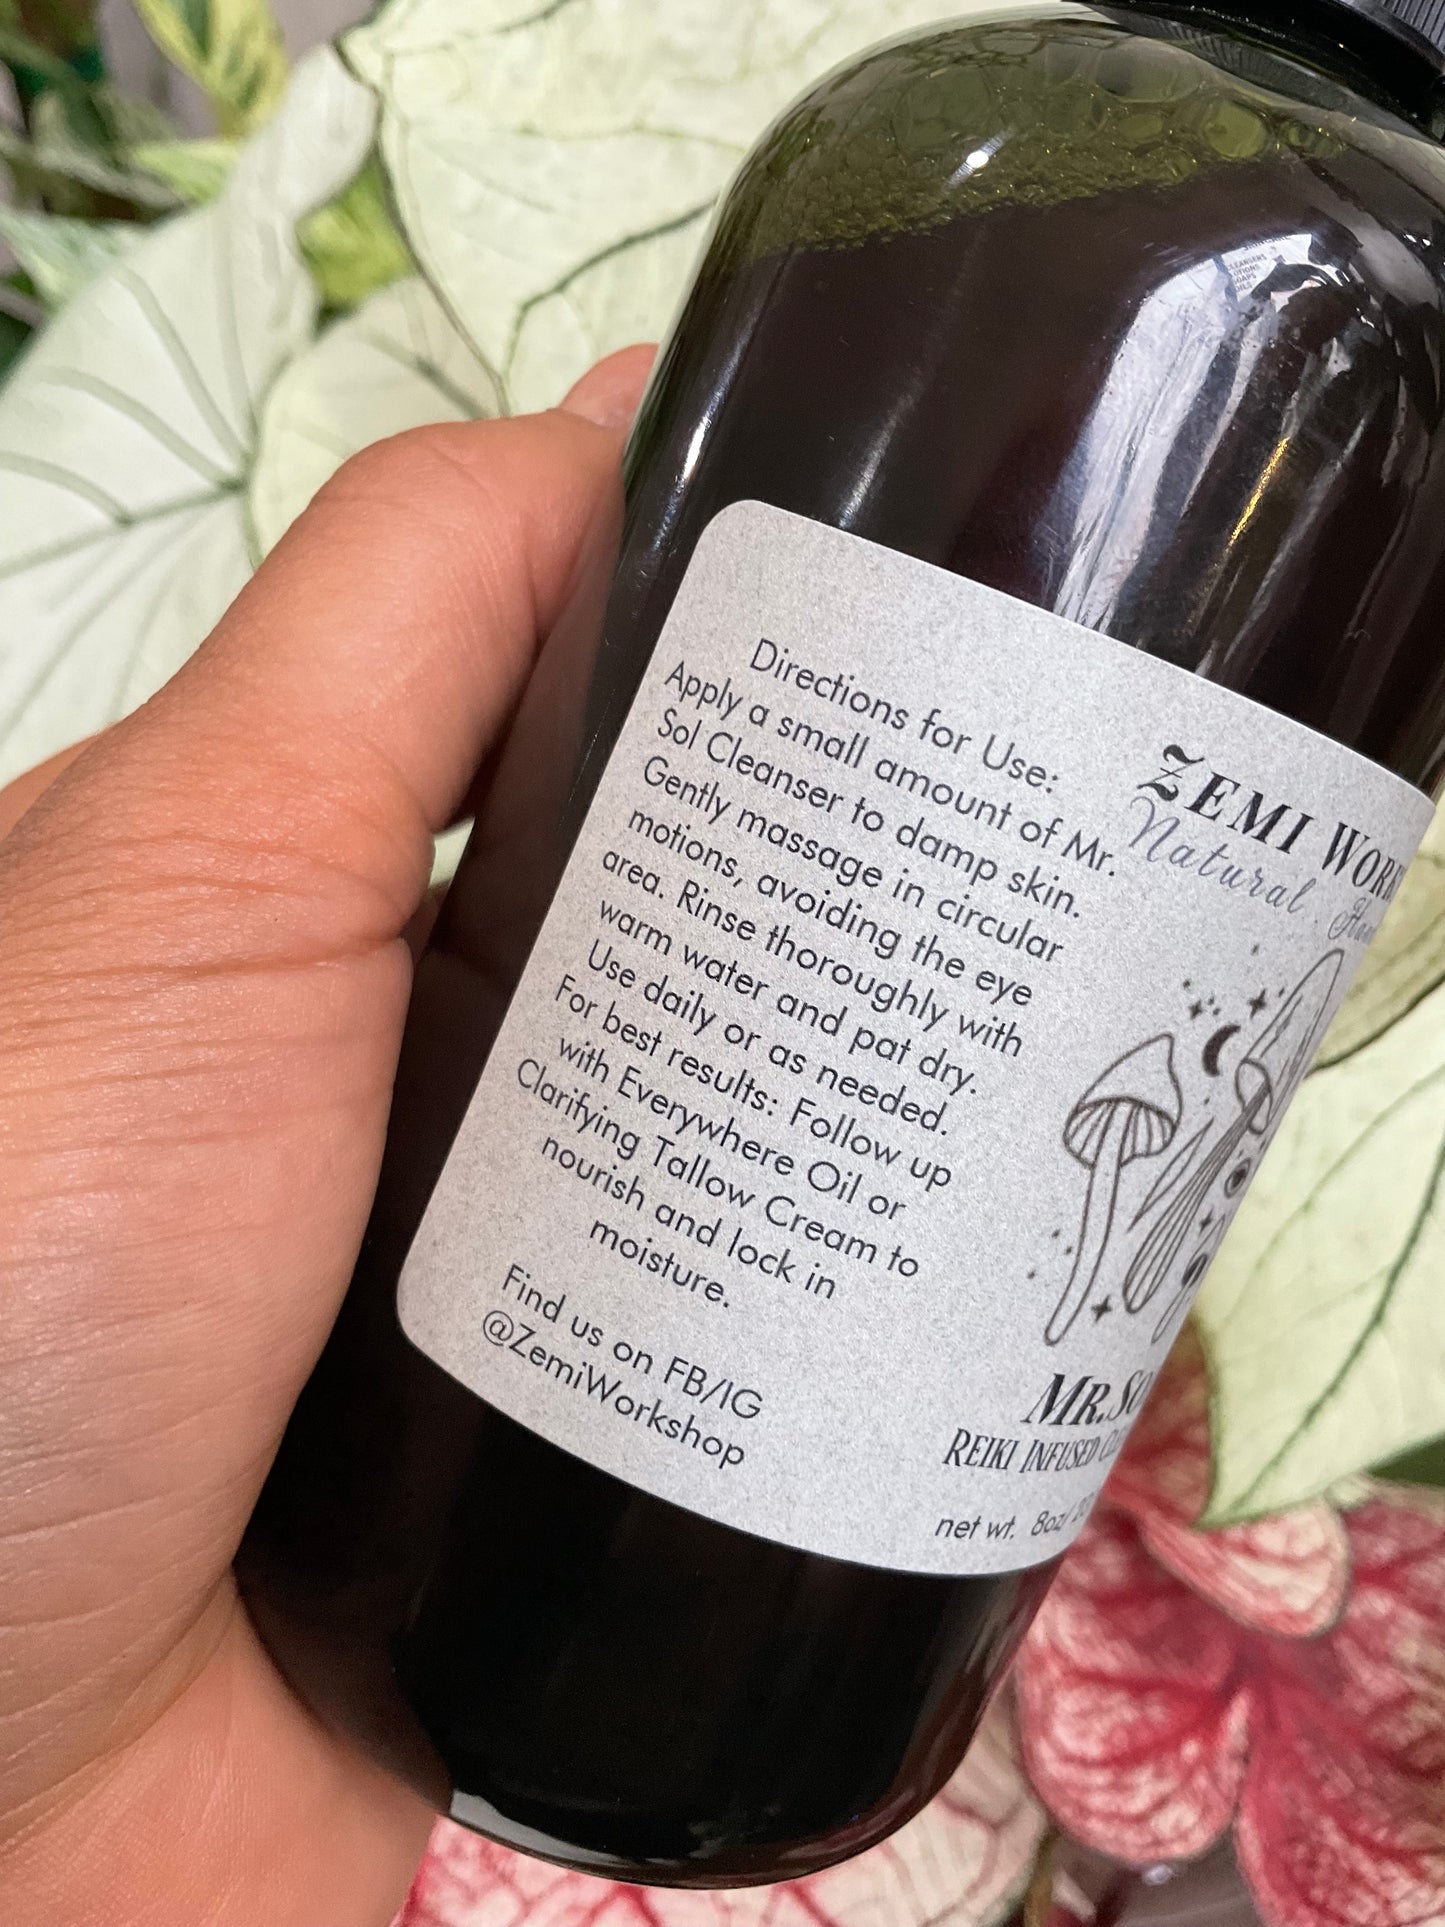 Directions for Use:
Apply a small amount of Mr.
Sol Cleanser to damp skin.
Gently massage in circular
motions, avoiding the eye
area. Rinse thoroughly with
warm water and pat dry.
Use daily or as needed.
For best results: Follow up
with Everywhere Oil or
Clarifying Tallow Cream to
nourish and lock in
moisture.
Find us on FB/IG
@ZemiWorkshop
ZEMI
Natural .
MR.
REIKI INFUSED
net wt. 8oz/